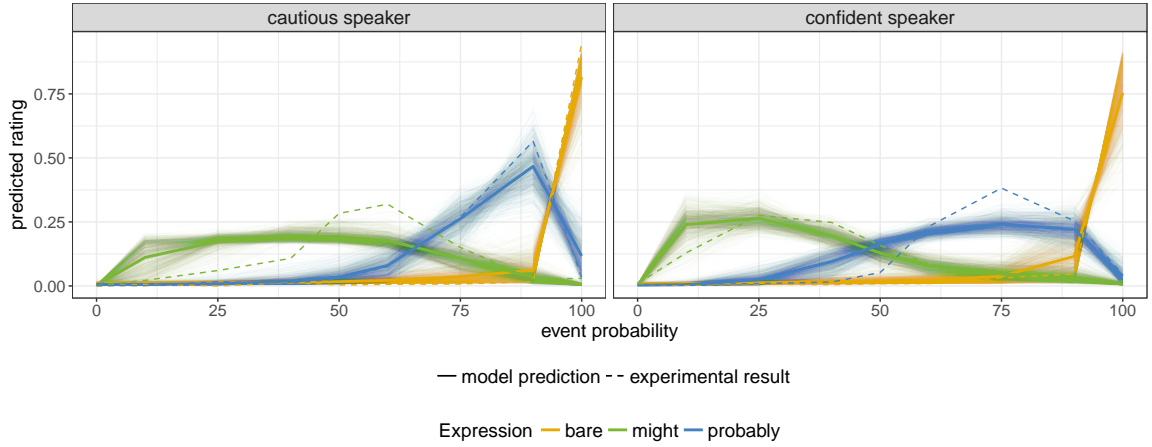 cautious speaker
confident speaker
predicted rating
0.75
0.50
0.25
0.00
0 25 50 75 100
0 25 50 75 100
event probability
model prediction experimental result
Expression bare might probably